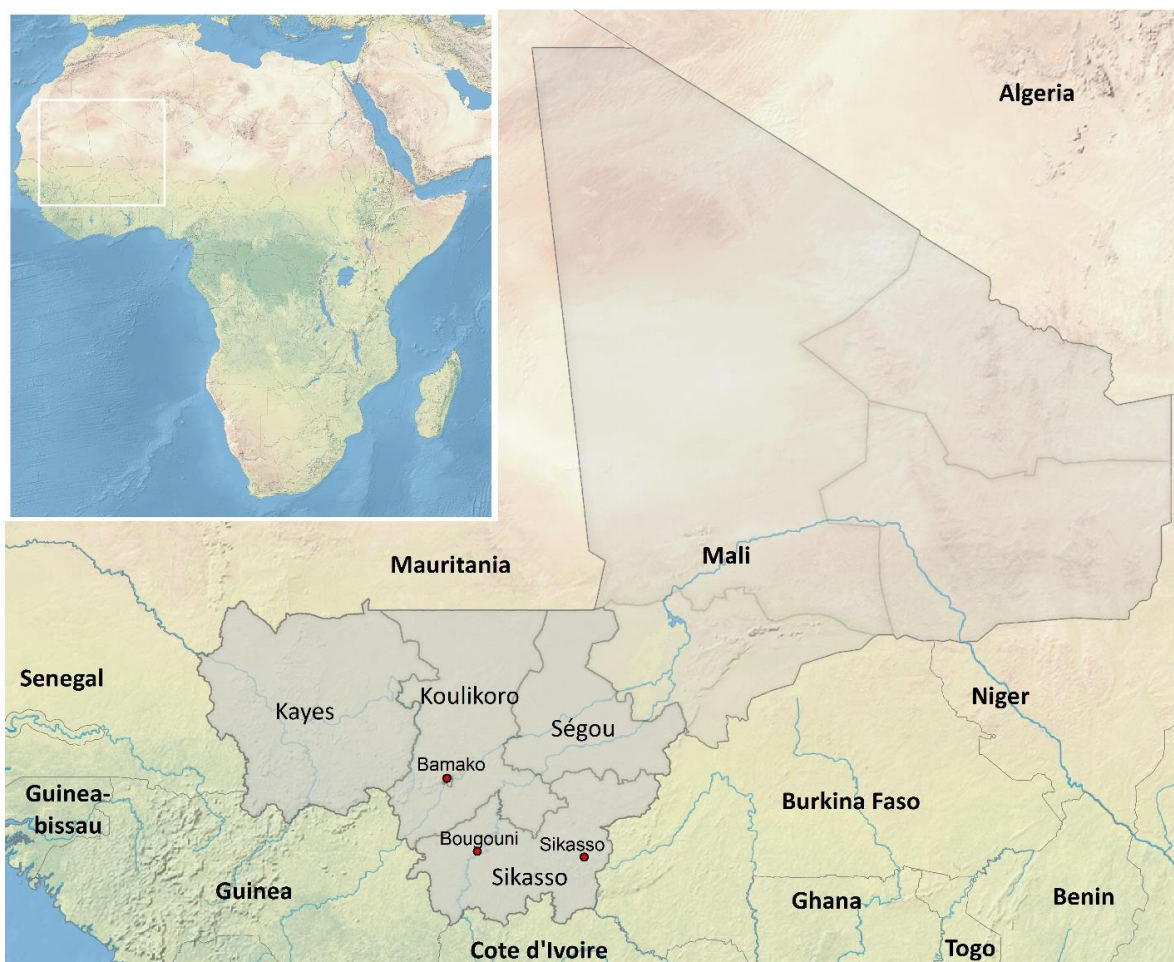 Algeria
Mauritania
Mali
Senegal
Kayes
Koulikoro
Ségou
Niger
Bamako
Guinea-
bissau
Burkina Faso
Bougouni
Sikasso
Sikasso
Guinea
Ghana
Benin
Cote d'Ivoire
Togo